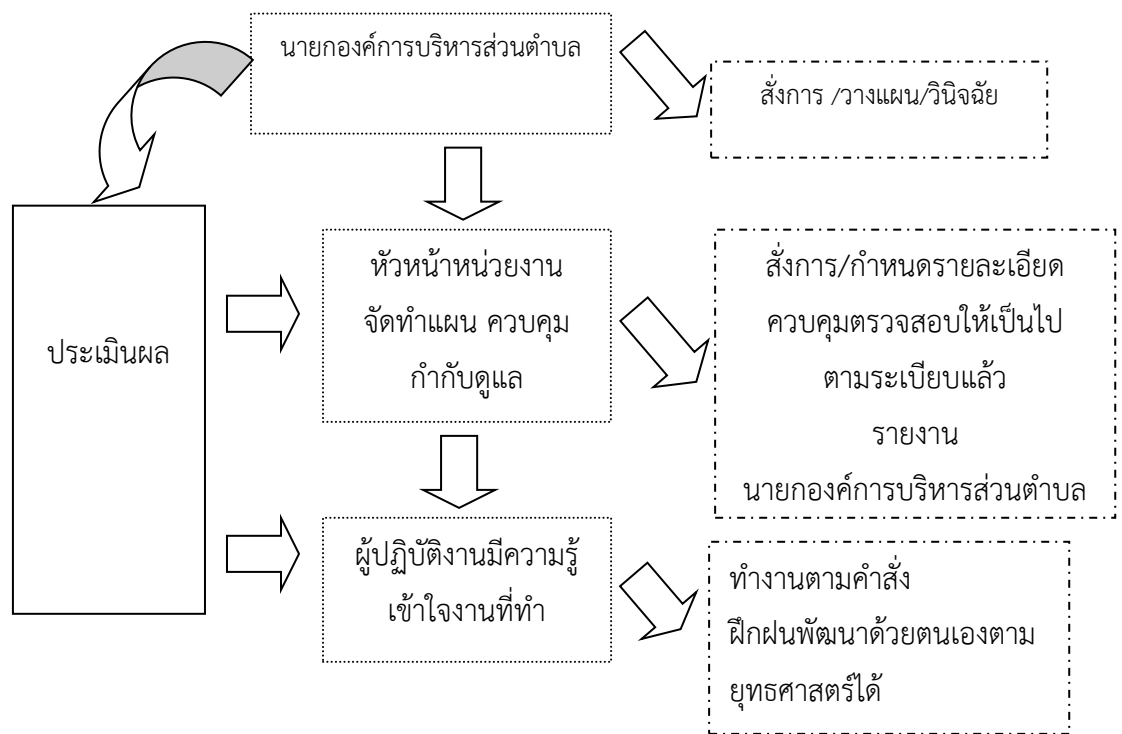 นายกองค์การบริหารส่วนตำบล
สั่งการ /วางแผน/วินิจฉัย
ประเมินผล
หัวหน้าหน่วยงาน
จัดทำแผน ควบคุม
กำกับดูแล
สั่งการ/กำหนดรายละเอียด
ควบคุมตรวจสอบให้เป็นไป
ตามระเบียบแล้ว
รายงาน
นายกองค์การบริหารส่วนตำบล
ผู้ปฏิบัติงานมีความรู้
เข้าใจงานที่ทำ
ทำงานตามคำสั่ง
ฝึกฝนพัฒนาด้วยตนเองตาม
ยุทธศาสตร์ได้